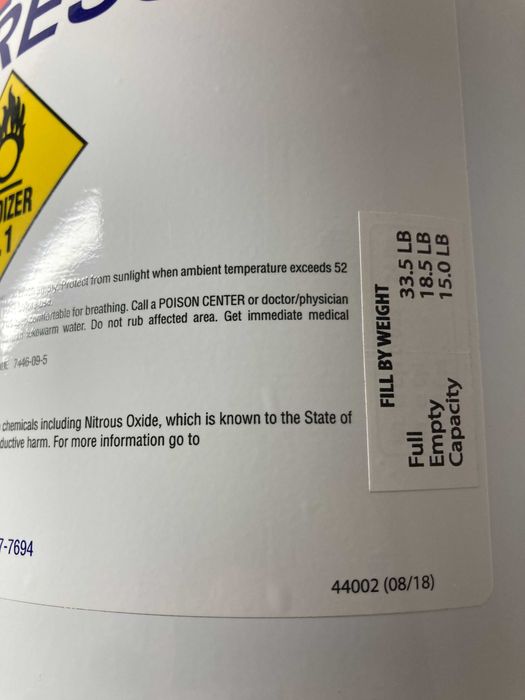 OIZER
.1
Protect from sunlight when ambient temperature exceeds 52
comfortable for breathing. Call a POISON CENTER or doctor/physician
lukewarm water. Do not rub affected area. Get immediate medical
7446-09-5
chemicals including Nitrous Oxide, which is known to the State of
ductive harm. For more information go to
7-7694
44002 (08/18)
FILL BY WEIGHT
Full 33.5 LB
Empty 18.5 LB
Capacity 15.0 LB